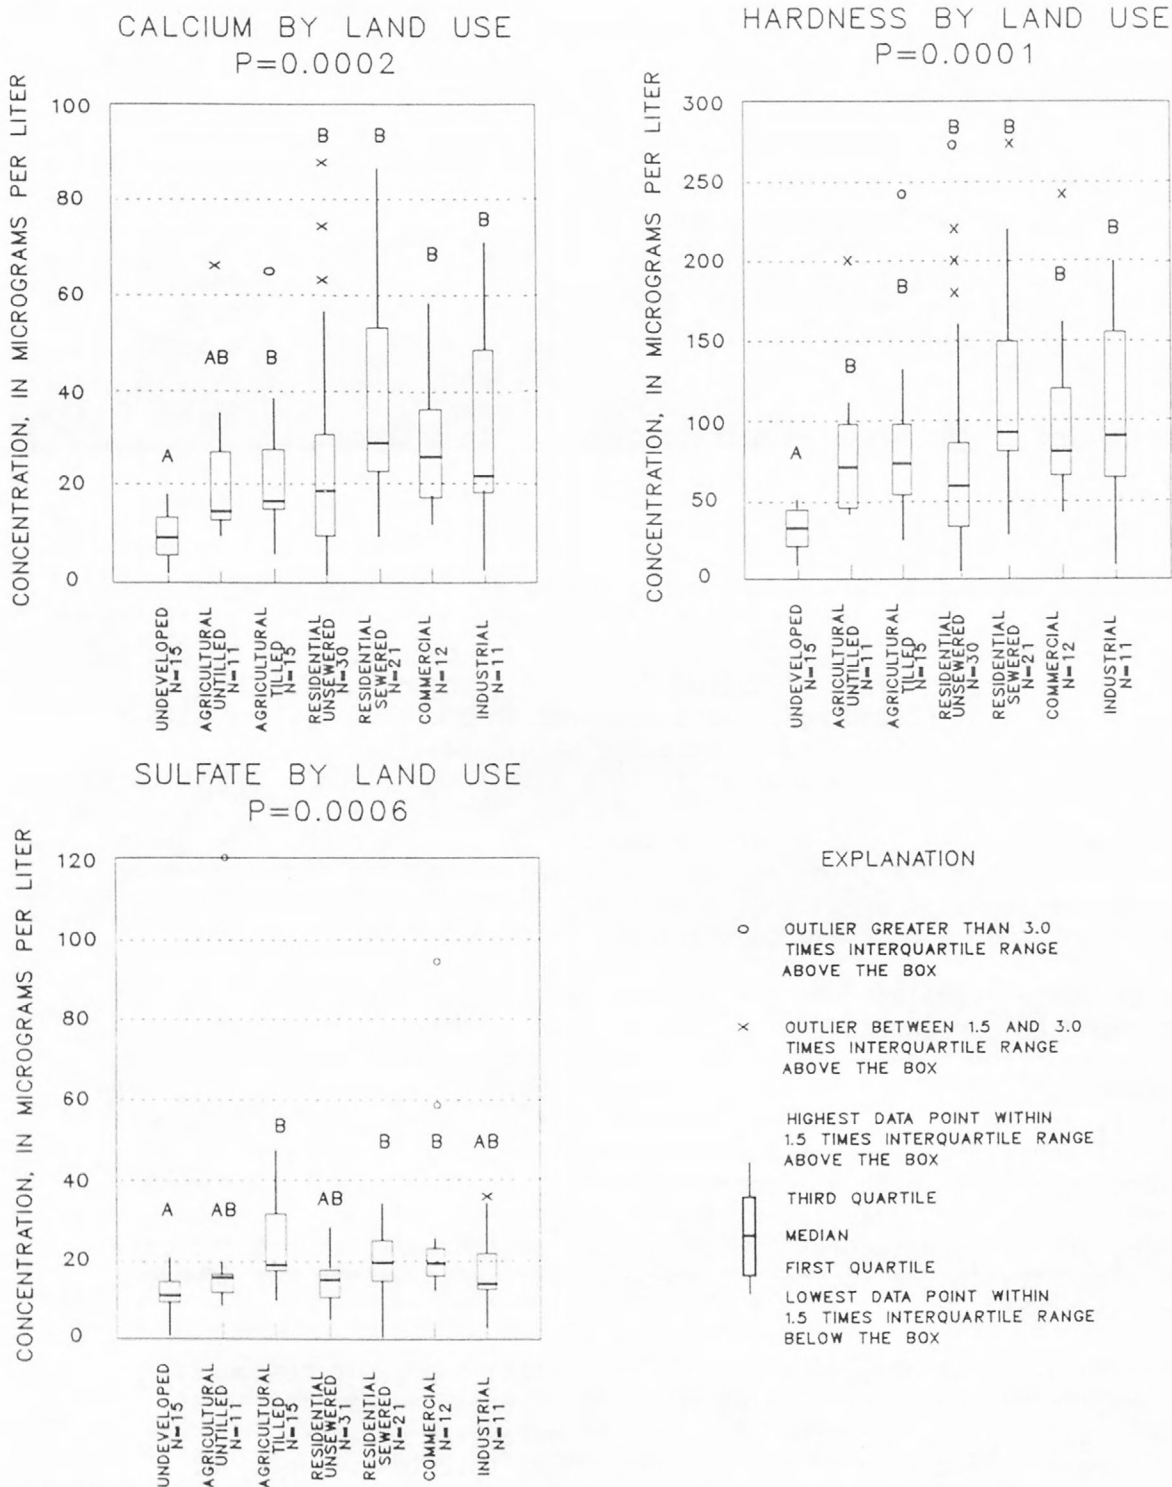 CALCIUM BY LAND USE
P=0.0002
CONCENTRATION, IN MICROGRAMS PER LITER
100
80
60
40
20
0
A
AB
B
B
B
B
B
UNDEVELOPED
N=15
AGRICULTURAL
UNTILLED
N=11
AGRICULTURAL
TILLED
N=15
RESIDENTIAL
UNSEWERED
N=30
RESIDENTIAL
SEWERED
N=21
COMMERCIAL
N=12
INDUSTRIAL
N=11
HARDNESS BY LAND USE
P=0.0001
CONCENTRATION, IN MICROGRAMS PER LITER
300
250
200
150
100
50
0
A
B
B
B
B
B
B
UNDEVELOPED
N=15
AGRICULTURAL
UNTILLED
N=11
AGRICULTURAL
TILLED
N=15
RESIDENTIAL
UNSEWERED
N=30
RESIDENTIAL
SEWERED
N=21
COMMERCIAL
N=12
INDUSTRIAL
N=11
SULFATE BY LAND USE
P=0.0006
CONCENTRATION, IN MICROGRAMS PER LITER
120
100
80
60
40
20
0
A
AB
B
AB
B
B
AB
UNDEVELOPED
N=15
AGRICULTURAL
UNTILLED
N=11
AGRICULTURAL
TILLED
N=15
RESIDENTIAL
UNSEWERED
N=31
RESIDENTIAL
SEWERED
N=21
COMMERCIAL
N=12
INDUSTRIAL
N=11
EXPLANATION
o OUTLIER GREATER THAN 3.0
TIMES INTERQUARTILE RANGE
ABOVE THE BOX
x OUTLIER BETWEEN 1.5 AND 3.0
TIMES INTERQUARTILE RANGE
ABOVE THE BOX
HIGHEST DATA POINT WITHIN
1.5 TIMES INTERQUARTILE RANGE
ABOVE THE BOX
THIRD QUARTILE
MEDIAN
FIRST QUARTILE
LOWEST DATA POINT WITHIN
1.5 TIMES INTERQUARTILE RANGE
BELOW THE BOX